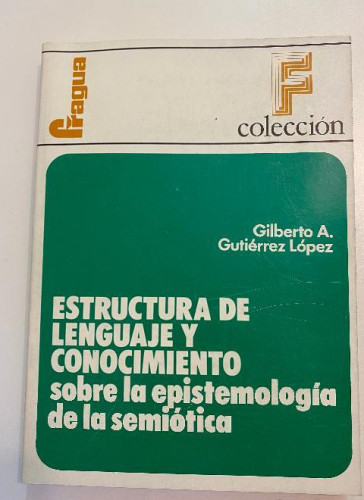 fragua
F
colección
Gilberto A.
Gutiérrez López
ESTRUCTURA DE
LENGUAJE Y
CONOCIMIENTO
sobre la epistemología
de la semiótica